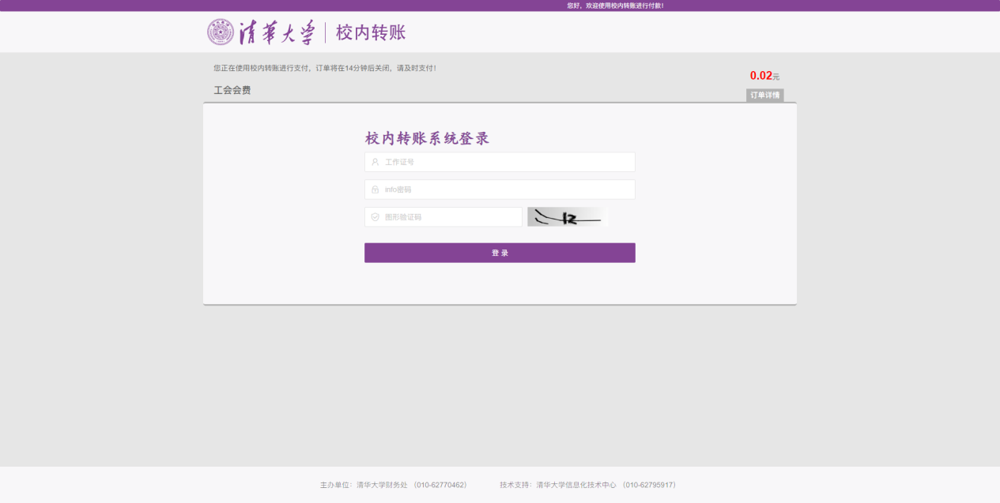 您好，欢迎使用校内转账进行付款！
清华大学 校内转账
您正在使用校内转账进行支付，订单将在14分钟后关闭，请及时支付！
0.02元
工会会费
订单详情
校内转账系统登录
工作证号
info密码
图形验证码
登 录
主办单位：清华大学财务处 （010-62770462） 技术支持：清华大学信息化技术中心 （010-62795917）